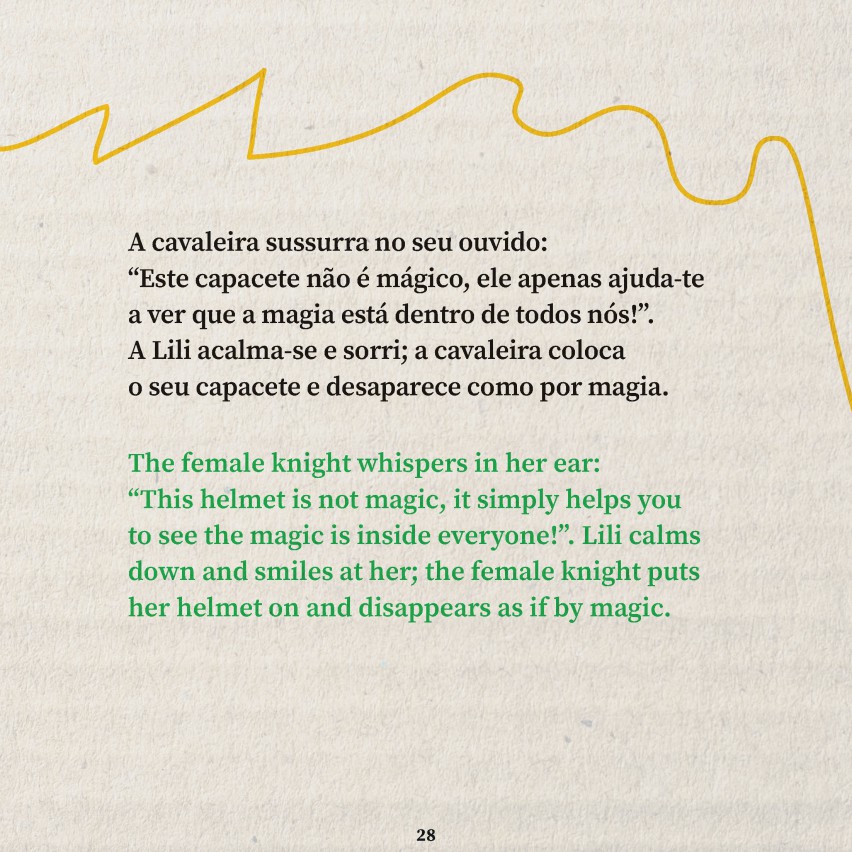 A cavaleira sussurra no seu ouvido:
“Este capacete não é mágico, ele apenas ajuda-te
a ver que a magia está dentro de todos nós!”.
A Lili acalma-se e sorri; a cavaleira coloca
o seu capacete e desaparece como por magia.
The female knight whispers in her ear:
“This helmet is not magic, it simply helps you
to see the magic is inside everyone!”. Lili calms
down and smiles at her; the female knight puts
her helmet on and disappears as if by magic.
28